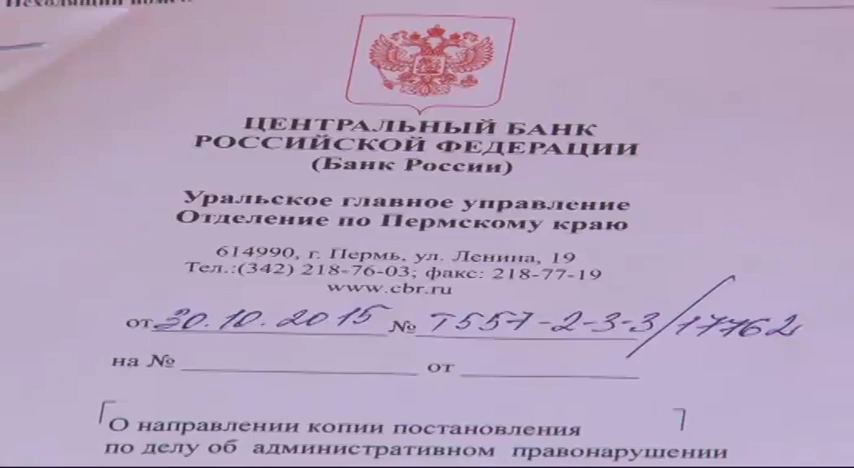 Исходящий номер
ЦЕНТРАЛЬНЫЙ БАНК
РОССИЙСКОЙ ФЕДЕРАЦИИ
(Банк России)
Уральское главное управление
Отделение по Пермскому краю
614990, г. Пермь, ул. Ленина, 19
Тел.:(342) 218-76-03; факс: 218-77-19
www.cbr.ru
от 30.10.2015 № Т557-2-3-3/17762
на № от
О направлении копии постановления
по делу об административном правонарушении